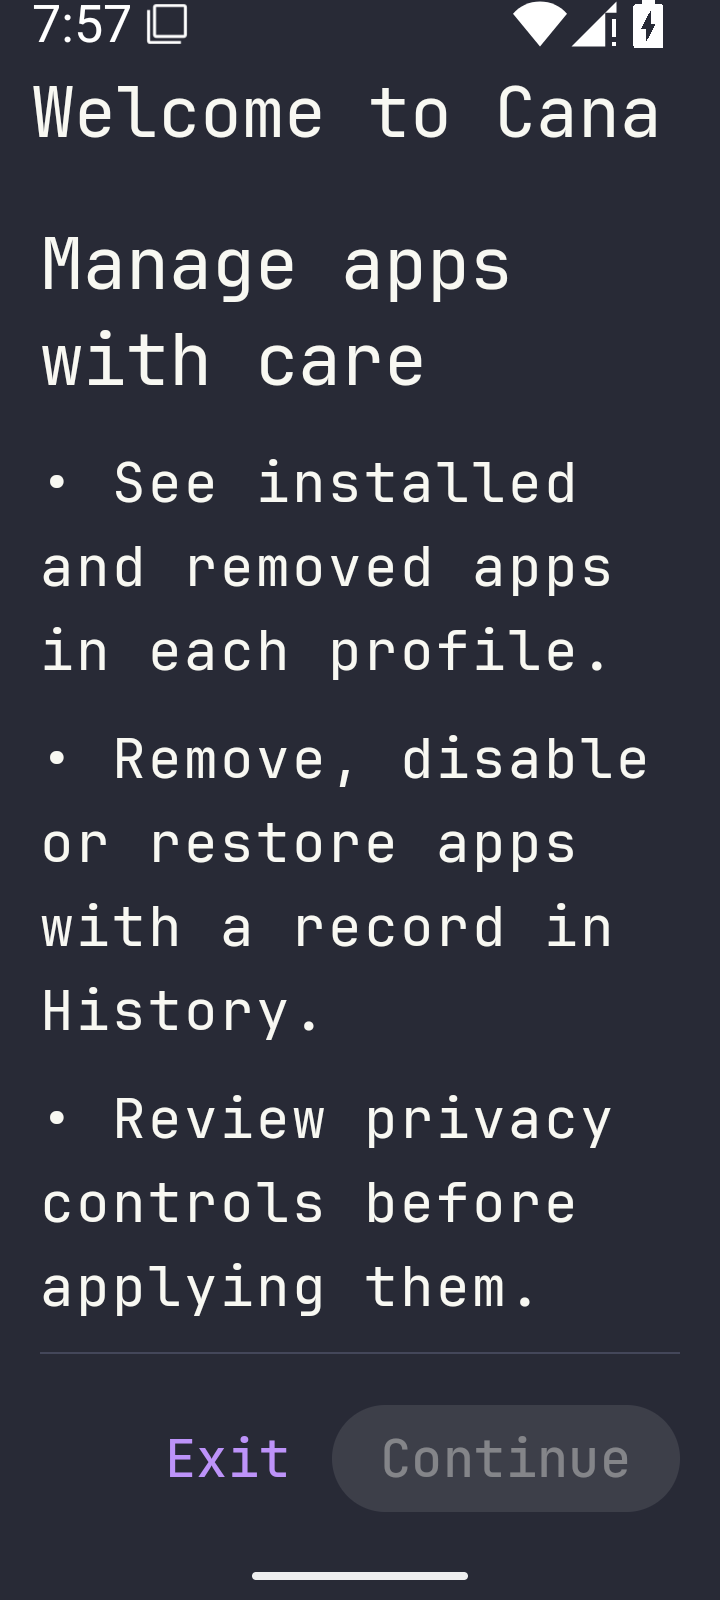 7:57
Welcome to Cana
Manage apps
with care
• See installed
and removed apps
in each profile.
• Remove, disable
or restore apps
with a record in
History.
• Review privacy
controls before
applying them.
Exit
Continue